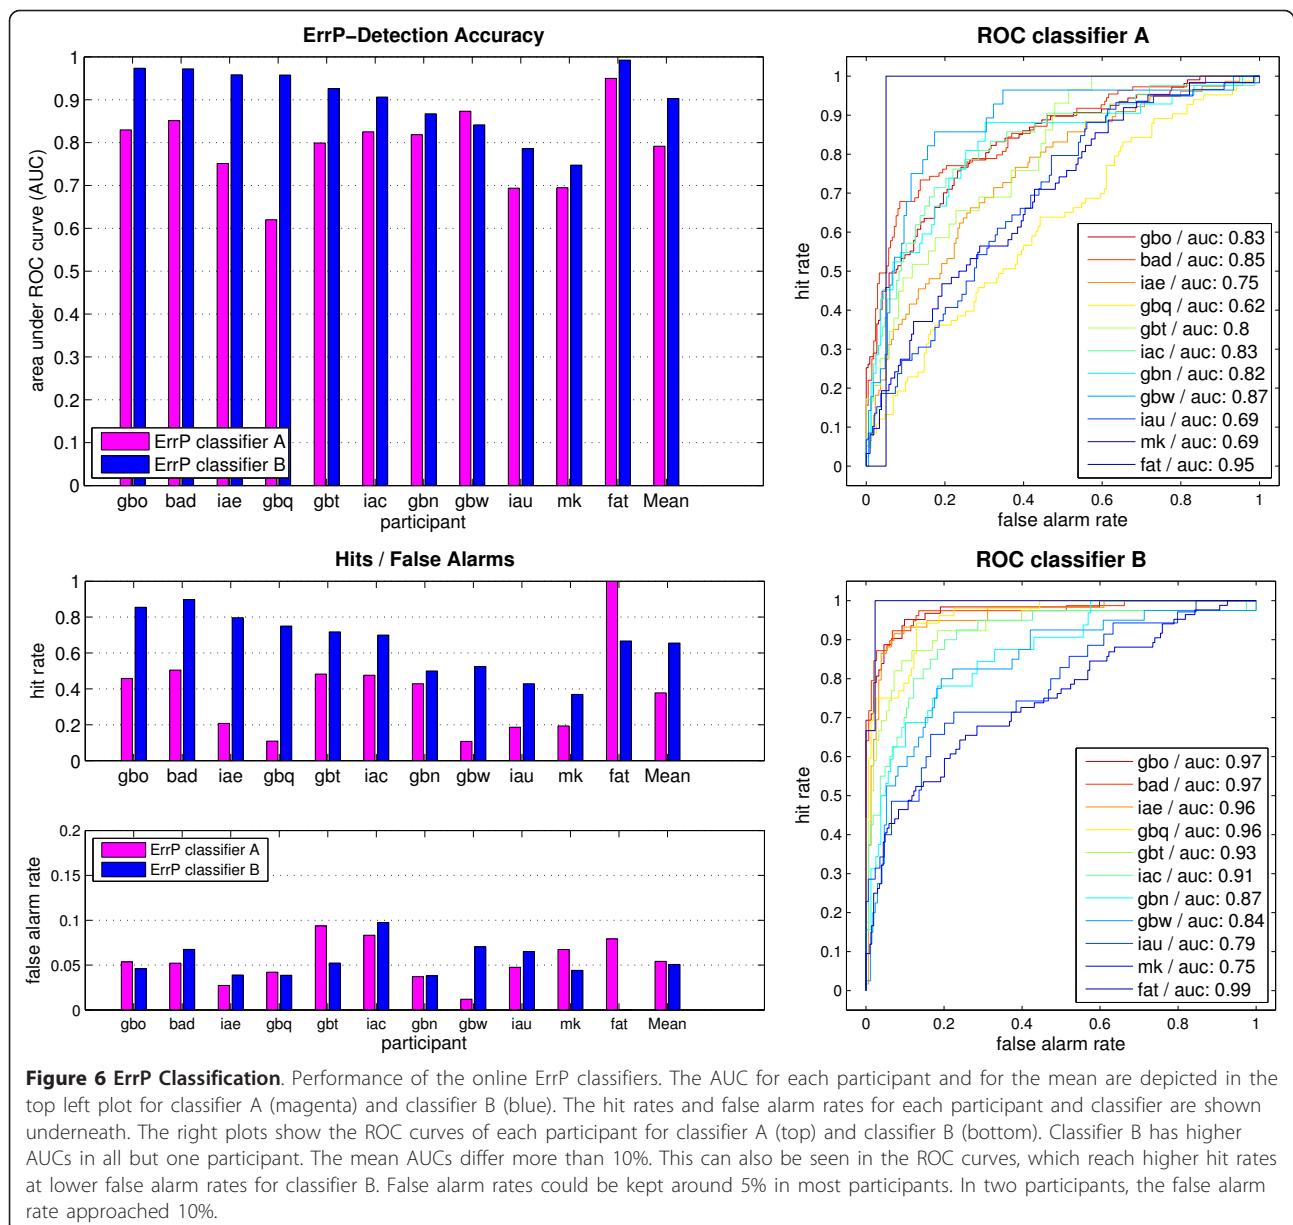 ErrP–Detection Accuracy
1
0.9
0.8
0.7
0.6
0.5
0.4
0.3
0.2
0.1
0
area under ROC curve (AUC)
ErrP classifier A
ErrP classifier B
gbo bad iae gbq gbt iac gbn gbw iau mk fat Mean
participant
ROC classifier A
1
0.9
0.8
0.7
0.6
0.5
0.4
0.3
0.2
0.1
0
hit rate
gbo / auc: 0.83
bad / auc: 0.85
iae / auc: 0.75
gbq / auc: 0.62
gbt / auc: 0.8
iac / auc: 0.83
gbn / auc: 0.82
gbw / auc: 0.87
iau / auc: 0.69
mk / auc: 0.69
fat / auc: 0.95
0 0.2 0.4 0.6 0.8 1
false alarm rate
Hits / False Alarms
1
0.8
0.6
0.4
0.2
0
hit rate
gbo bad iae gbq gbt iac gbn gbw iau mk fat Mean
0.2
0.15
0.1
0.05
0
false alarm rate
ErrP classifier A
ErrP classifier B
gbo bad iae gbq gbt iac gbn gbw iau mk fat Mean
participant
ROC classifier B
1
0.9
0.8
0.7
0.6
0.5
0.4
0.3
0.2
0.1
0
hit rate
gbo / auc: 0.97
bad / auc: 0.97
iae / auc: 0.96
gbq / auc: 0.96
gbt / auc: 0.93
iac / auc: 0.91
gbn / auc: 0.87
gbw / auc: 0.84
iau / auc: 0.79
mk / auc: 0.75
fat / auc: 0.99
0 0.2 0.4 0.6 0.8 1
false alarm rate
Figure 6 ErrP Classification. Performance of the online ErrP classifiers. The AUC for each participant and for the mean are depicted in the
top left plot for classifier A (magenta) and classifier B (blue). The hit rates and false alarm rates for each participant and classifier are shown
underneath. The right plots show the ROC curves of each participant for classifier A (top) and classifier B (bottom). Classifier B has higher
AUCs in all but one participant. The mean AUCs differ more than 10%. This can also be seen in the ROC curves, which reach higher hit rates
at lower false alarm rates for classifier B. False alarm rates could be kept around 5% in most participants. In two participants, the false alarm
rate approached 10%.